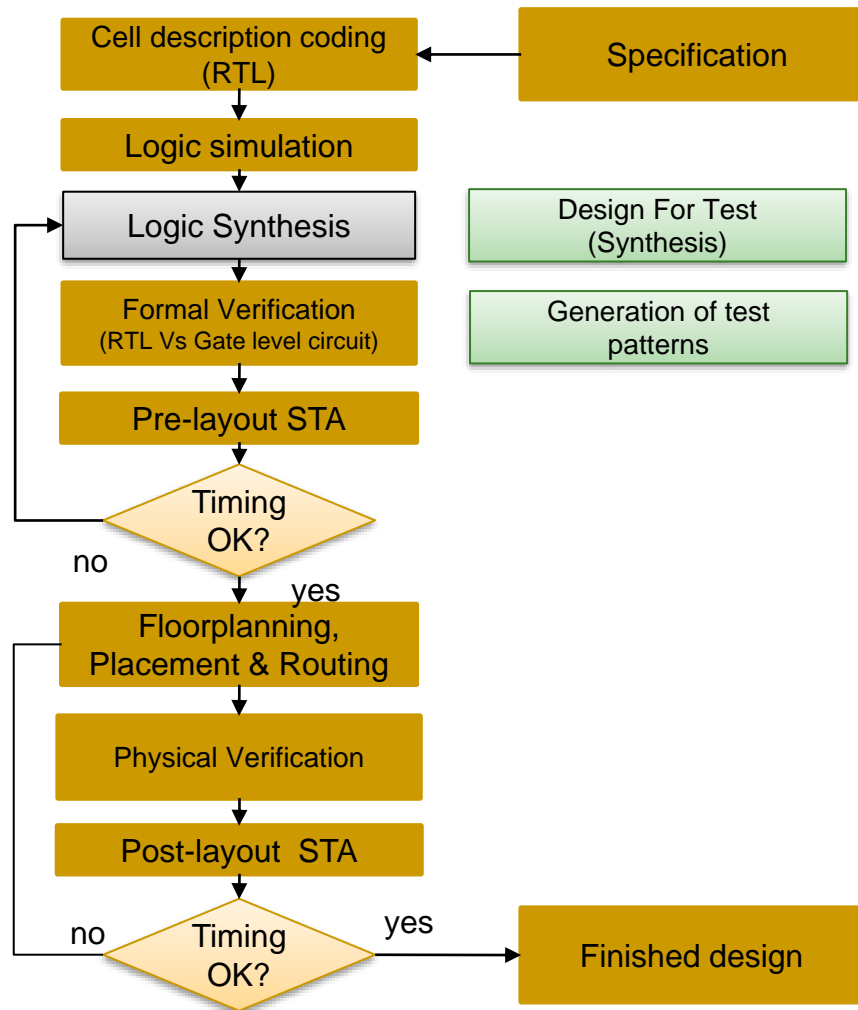 Cell description coding
(RTL)
Specification
Logic simulation
Logic Synthesis
Design For Test
(Synthesis)
Formal Verification
(RTL Vs Gate level circuit)
Generation of test
patterns
Pre-layout STA
Timing
OK?
no
yes
Floorplanning,
Placement & Routing
Physical Verification
Post-layout  STA
Timing
OK?
no
yes
Finished design